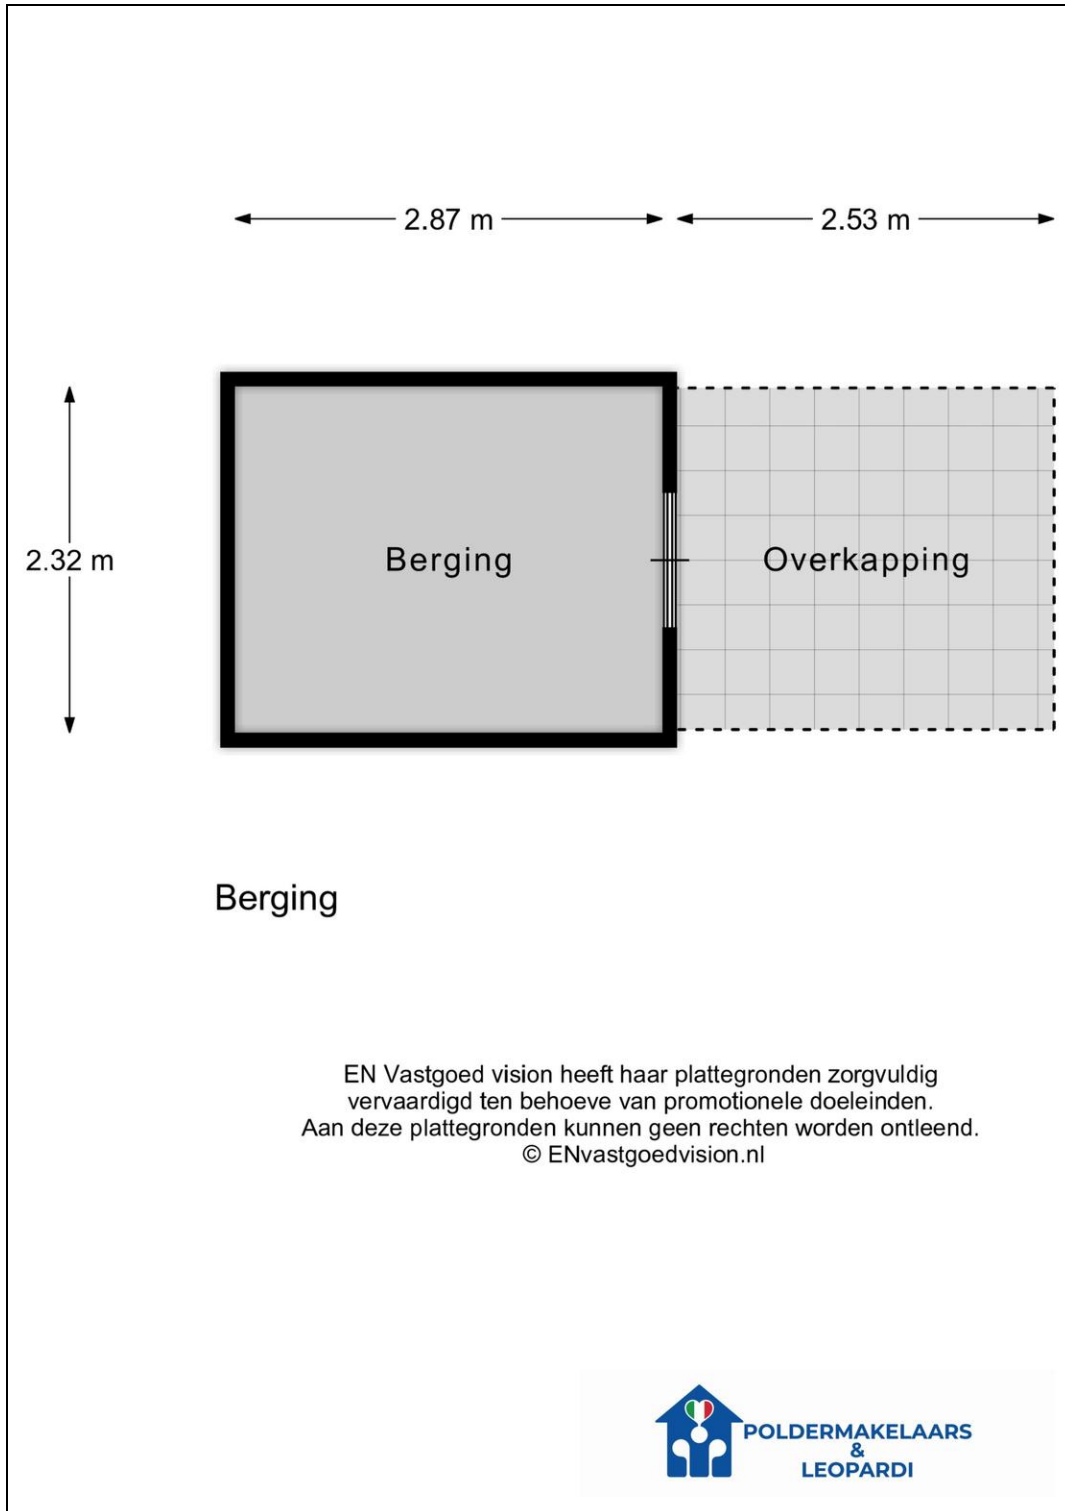 2.87 m
2.53 m
2.32 m
Berging
Overkapping
Berging
EN Vastgoed vision heeft haar plattegronden zorgvuldig
vervaardigd ten behoeve van promotionele doeleinden.
Aan deze plattegronden kunnen geen rechten worden ontleend.
© ENvastgoedvision.nl
POLDERMAKELAARS
&
LEOPARDI